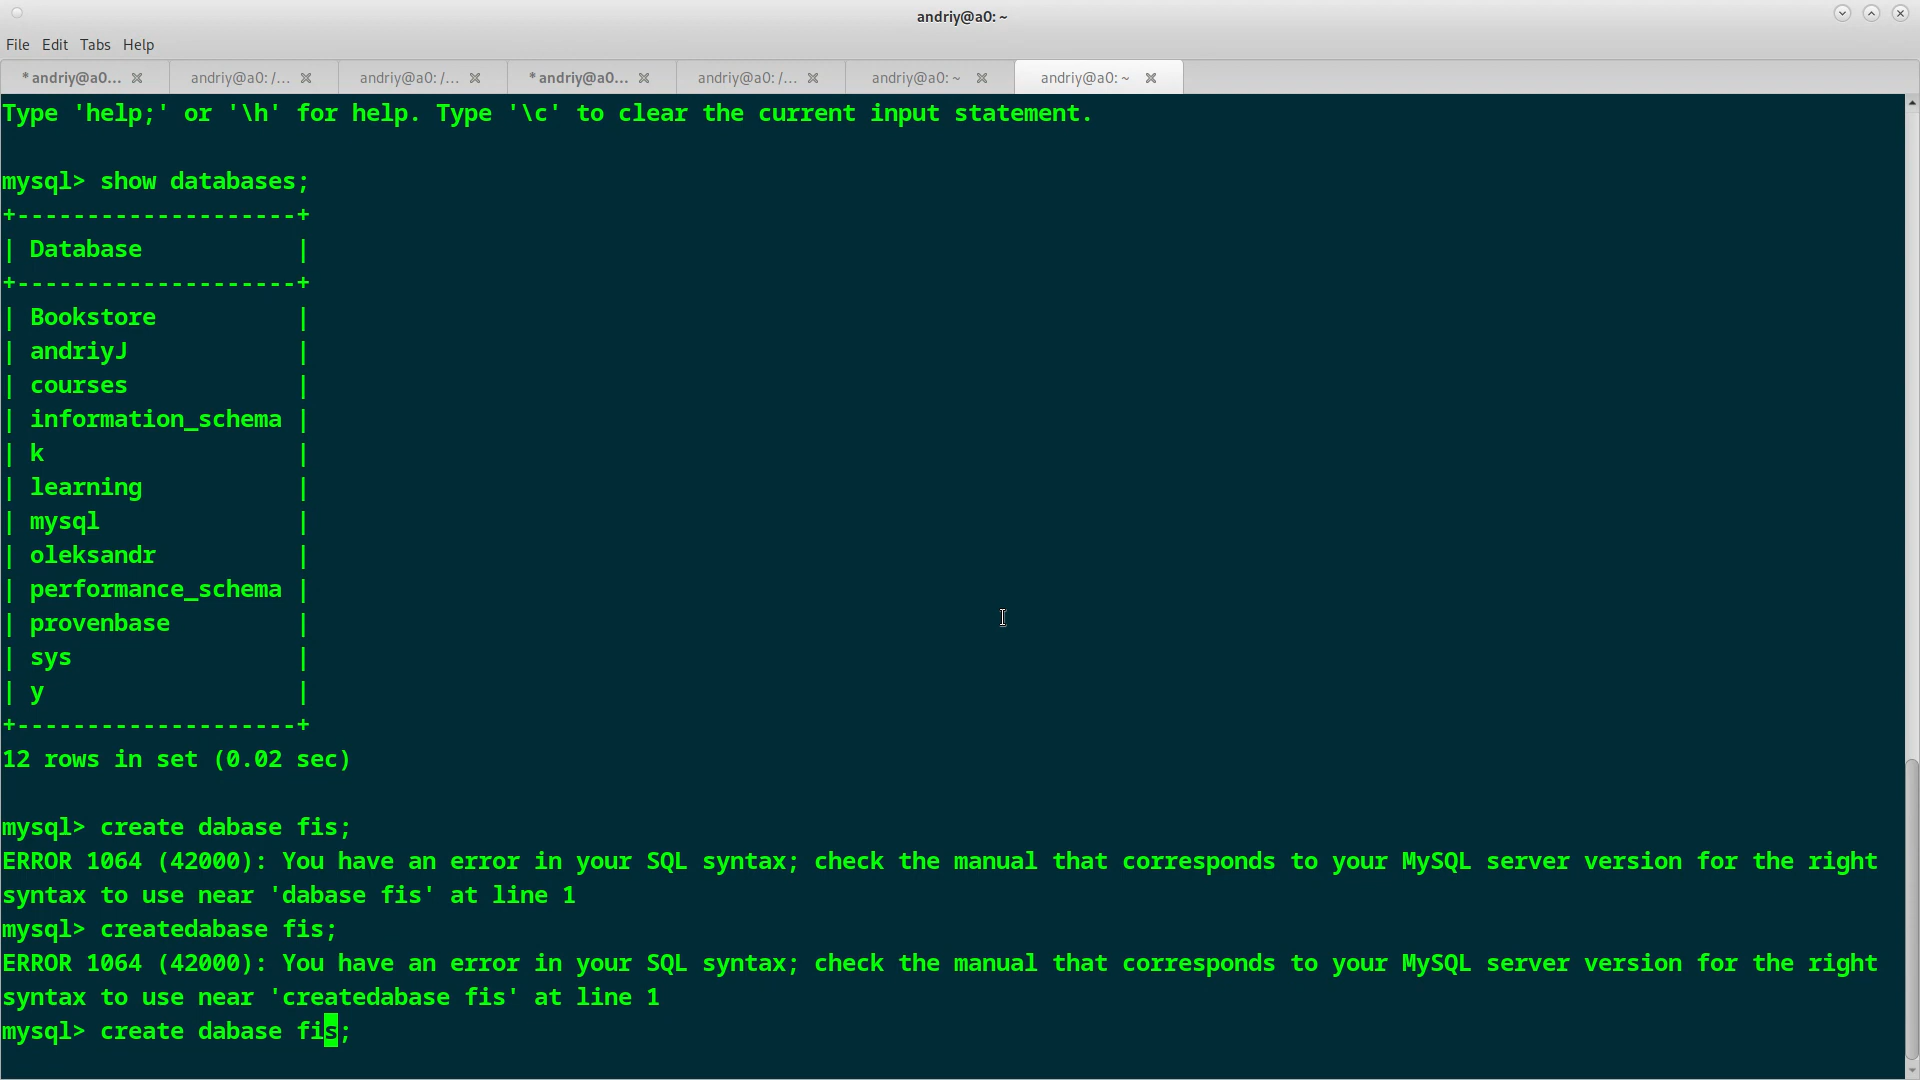 andriy@a0: ~
File Edit Tabs Help
* andriy@a0... andriy@a0: /... andriy@a0: /... * andriy@a0... andriy@a0: /... andriy@a0: ~ andriy@a0: ~
Type 'help;' or '\h' for help. Type '\c' to clear the current input statement.
mysql> show databases;
+--------------------+
| Database           |
+--------------------+
| Bookstore          |
| andriyJ            |
| courses            |
| information_schema |
| k                  |
| learning           |
| mysql              |
| oleksandr          |
| performance_schema |
| provenbase         |
| sys                |
| y                  |
+--------------------+
12 rows in set (0.02 sec)
mysql> create dabase fis;
ERROR 1064 (42000): You have an error in your SQL syntax; check the manual that corresponds to your MySQL server version for the right
syntax to use near 'dabase fis' at line 1
mysql> createdabase fis;
ERROR 1064 (42000): You have an error in your SQL syntax; check the manual that corresponds to your MySQL server version for the right
syntax to use near 'createdabase fis' at line 1
mysql> create dabase fis;